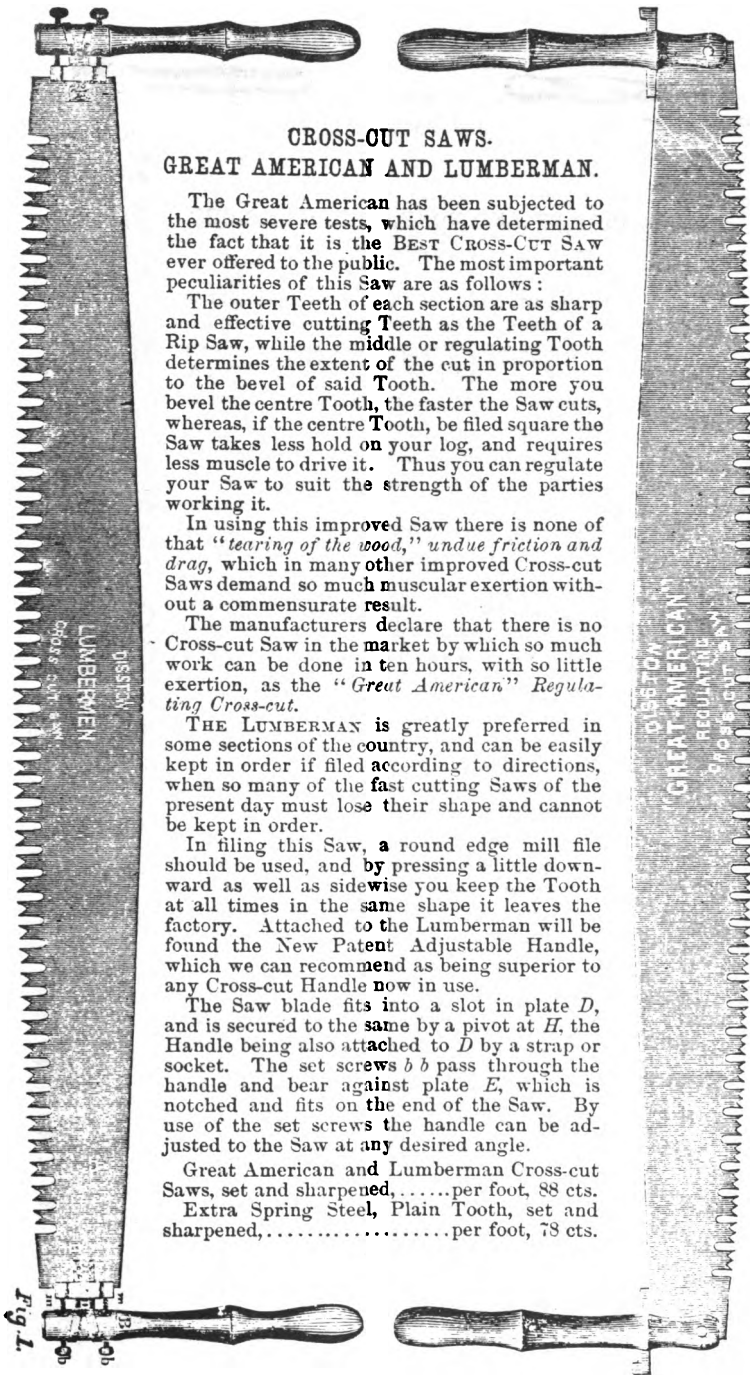 CROSS-CUT SAWS.
GREAT AMERICAN AND LUMBERMAN.
The Great American has been subjected to
the most severe tests, which have determined
the fact that it is the BEST CROSS-CUT SAW
ever offered to the public. The most important
peculiarities of this Saw are as follows :
The outer Teeth of each section are as sharp
and effective cutting Teeth as the Teeth of a
Rip Saw, while the middle or regulating Tooth
determines the extent of the cut in proportion
to the bevel of said Tooth. The more you
bevel the centre Tooth, the faster the Saw cuts,
whereas, if the centre Tooth, be filed square the
Saw takes less hold on your log, and requires
less muscle to drive it. Thus you can regulate
your Saw to suit the strength of the parties
working it.
In using this improved Saw there is none of
that "tearing of the wood," undue friction and
drag, which in many other improved Cross-cut
Saws demand so much muscular exertion with-
out a commensurate result.
The manufacturers declare that there is no
Cross-cut Saw in the market by which so much
work can be done in ten hours, with so little
exertion, as the "Great American" Regula-
ting Cross-cut.
THE LUMBERMAN is greatly preferred in
some sections of the country, and can be easily
kept in order if filed according to directions,
when so many of the fast cutting Saws of the
present day must lose their shape and cannot
be kept in order.
In filing this Saw, a round edge mill file
should be used, and by pressing a little down-
ward as well as sidewise you keep the Tooth
at all times in the same shape it leaves the
factory. Attached to the Lumberman will be
found the New Patent Adjustable Handle,
which we can recommend as being superior to
any Cross-cut Handle now in use.
The Saw blade fits into a slot in plate D,
and is secured to the same by a pivot at H, the
Handle being also attached to D by a strap or
socket. The set screws b b pass through the
handle and bear against plate E, which is
notched and fits on the end of the Saw. By
use of the set screws the handle can be ad-
justed to the Saw at any desired angle.
Great American and Lumberman Cross-cut
Saws, set and sharpened,......per foot, 88 cts.
Extra Spring Steel, Plain Tooth, set and
sharpened,....................per foot, 78 cts.
DISSTON
LUMBERMEN
CROSS CUT SAW
DISSTON
"GREAT AMERICAN"
REGULATING
CROSS CUT SAW
Fig. 1.
B
b
b